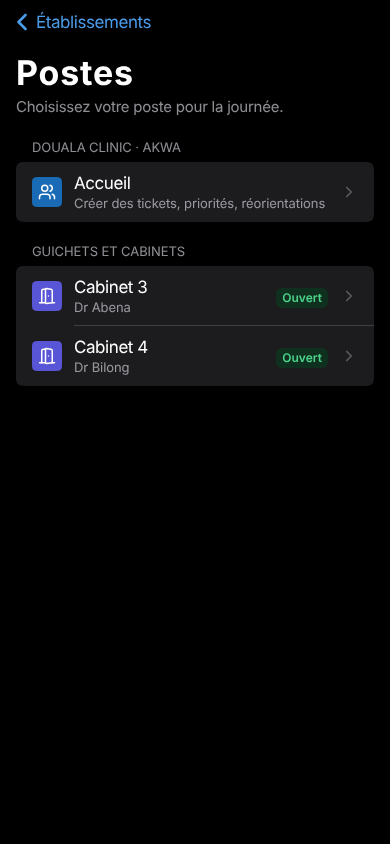 Établissements
Postes
Choisissez votre poste pour la journée.
DOUALA CLINIC · AKWA
Accueil
Créer des tickets, priorités, réorientations
GUICHETS ET CABINETS
Cabinet 3
Dr Abena
Ouvert
Cabinet 4
Dr Bilong
Ouvert